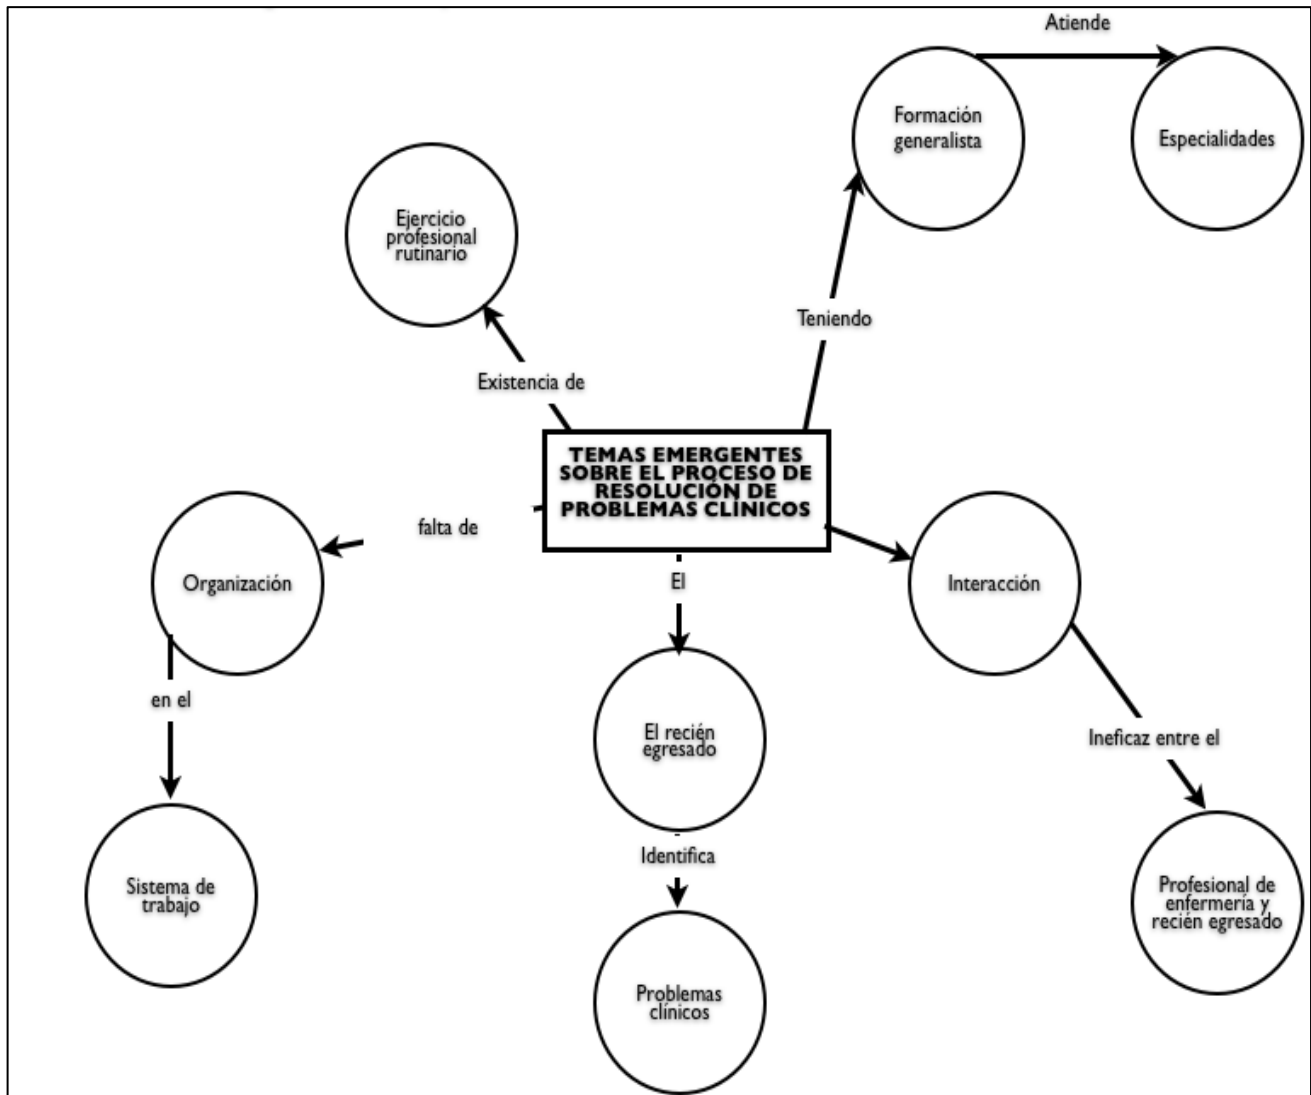 Atiende
Formación
generalista
Especialidades
Ejercicio
profesional
rutinario
Teniendo
Existencia de
TEMAS EMERGENTES
SOBRE EL PROCESO DE
RESOLUCIÓN DE
PROBLEMAS CLÍNICOS
falta de
Organización
El
Interacción
en el
El recién
egresado
Ineficaz entre el
Identifica
Sistema de
trabajo
Profesional de
enfermería y
recién egresado
Problemas
clínicos